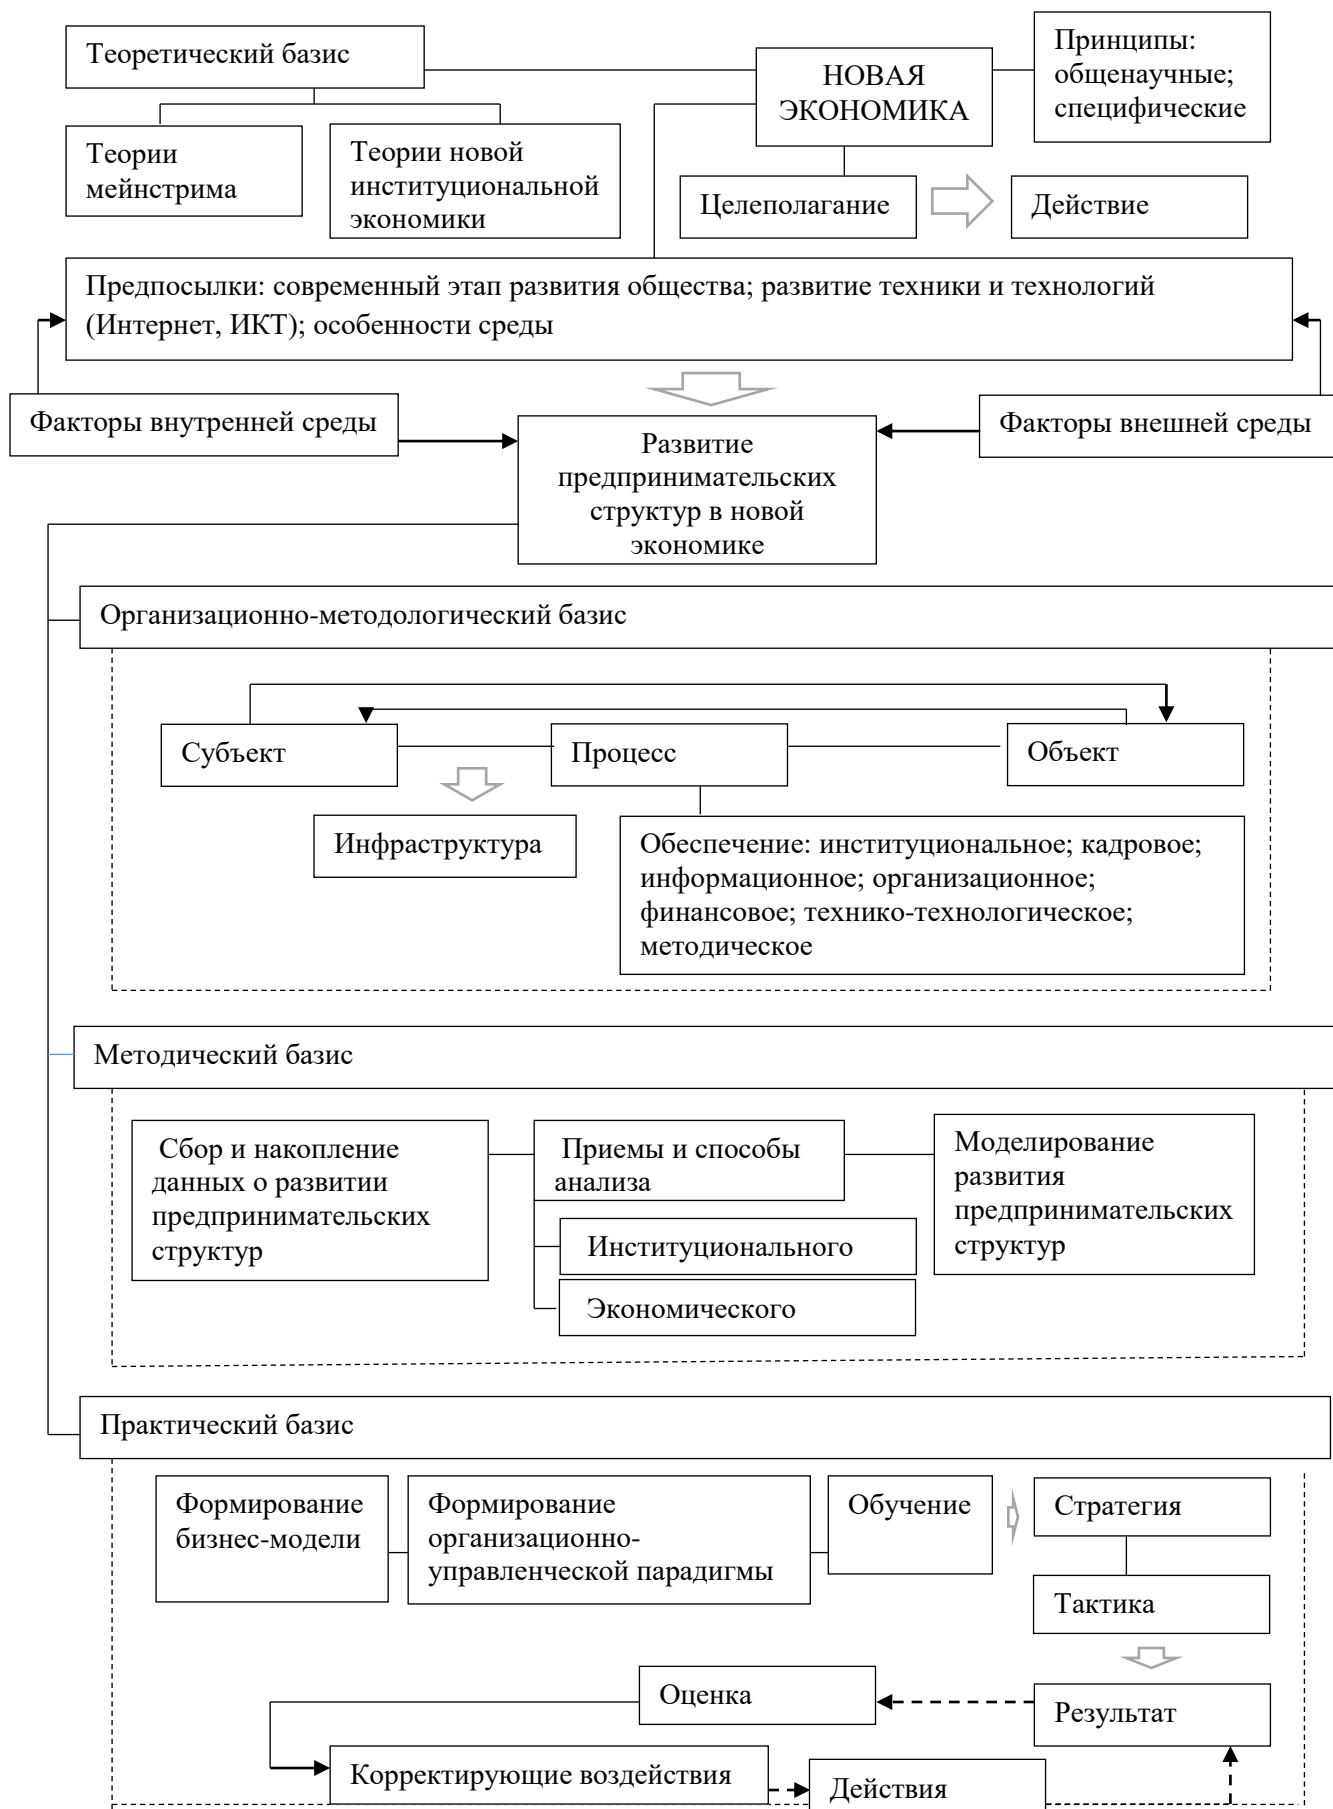 Теоретический базис
НОВАЯ
ЭКОНОМИКА
Принципы:
общенаучные;
специфические
Теории
мейнстрима
Теории новой
институциональной
экономики
Целеполагание
Действие
Предпосылки: современный этап развития общества; развитие техники и технологий
(Интернет, ИКТ); особенности среды
Факторы внутренней среды
Развитие
предпринимательских
структур в новой
экономике
Факторы внешней среды
Организационно-методологический базис
Субъект
Процесс
Объект
Инфраструктура
Обеспечение: институциональное; кадровое;
информационное; организационное;
финансовое; технико-технологическое;
методическое
Методический базис
Сбор и накопление
данных о развитии
предпринимательских
структур
Приемы и способы
анализа
Институционального
Экономического
Моделирование
развития
предпринимательских
структур
Практический базис
Формирование
бизнес-модели
Формирование
организационно-
управленческой парадигмы
Обучение
Стратегия
Тактика
Оценка
Результат
Корректирующие воздействия
Действия